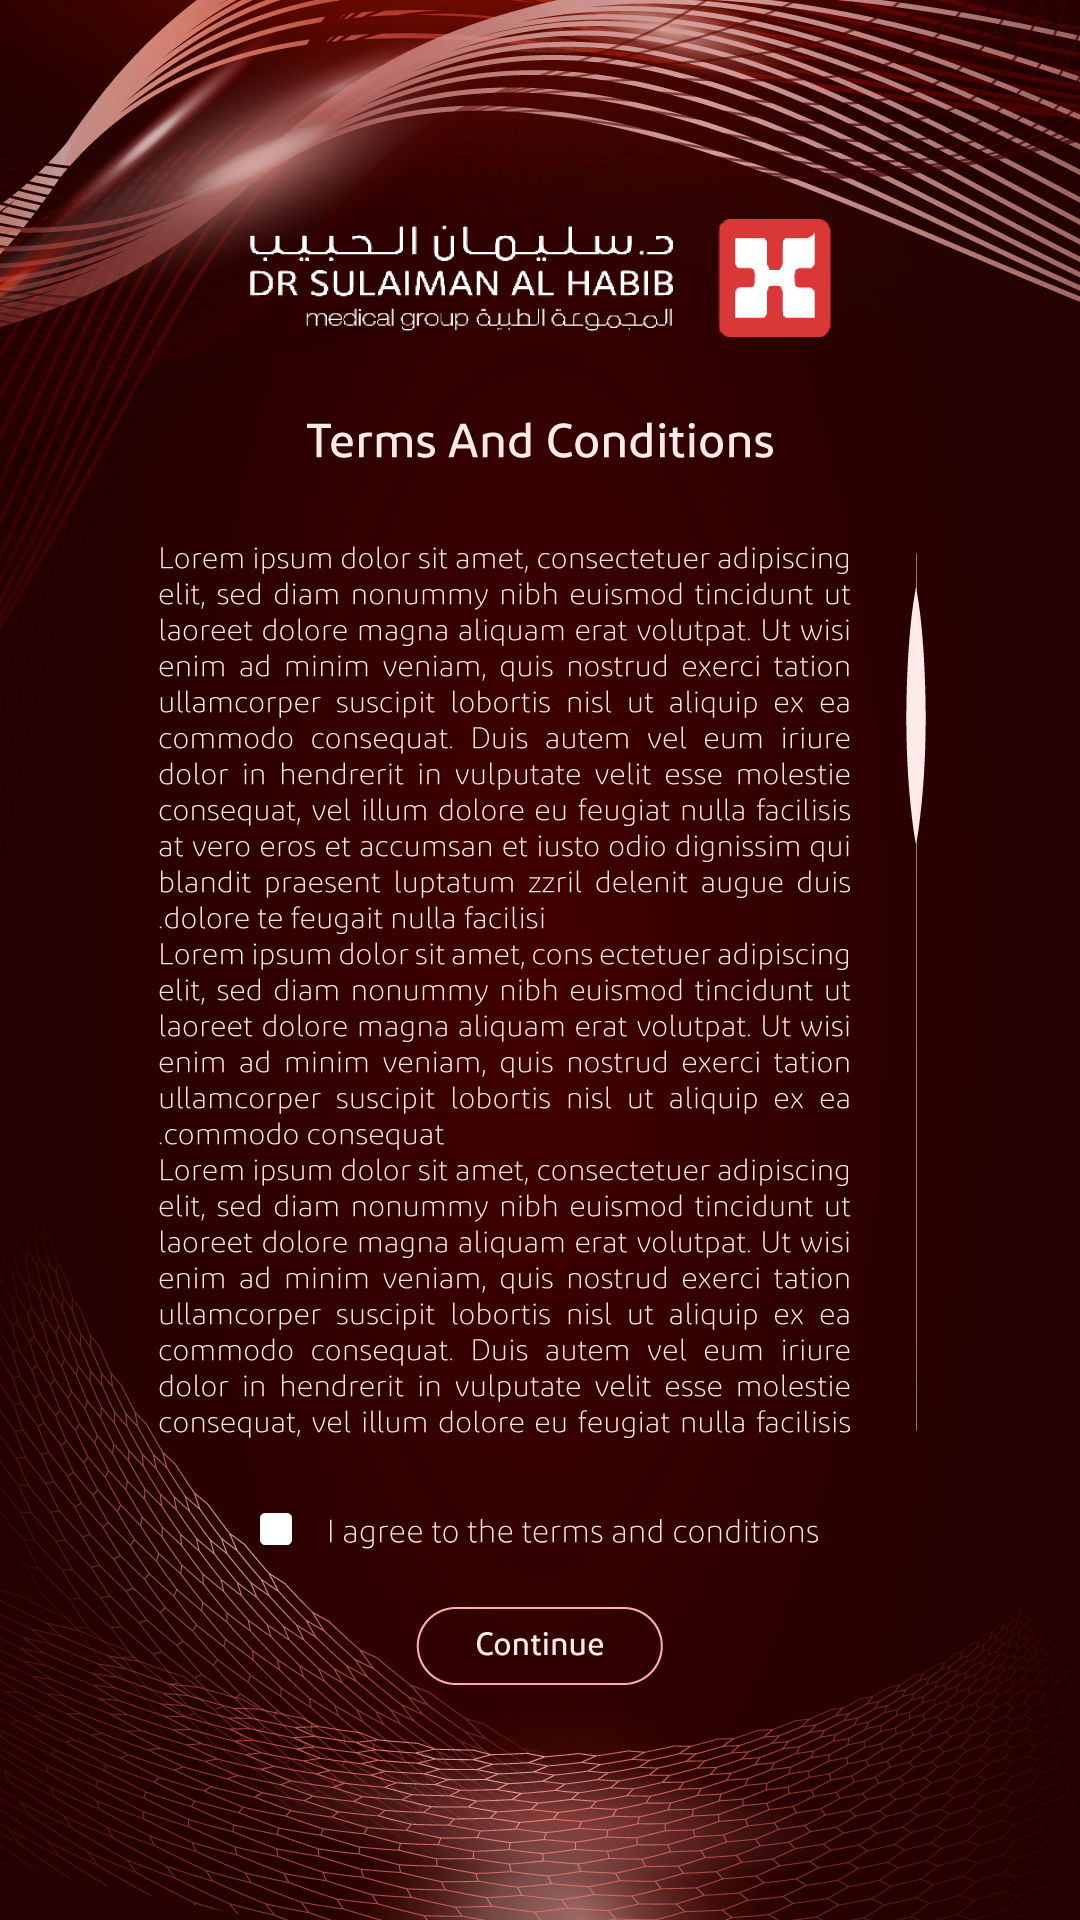 د. سليمان الحبيب
DR SULAIMAN AL HABIB
medical group المجموعة الطبية
Terms And Conditions
Lorem ipsum dolor sit amet, consectetuer adipiscing
elit, sed diam nonummy nibh euismod tincidunt ut
laoreet dolore magna aliquam erat volutpat. Ut wisi
enim ad minim veniam, quis nostrud exerci tation
ullamcorper suscipit lobortis nisl ut aliquip ex ea
commodo consequat. Duis autem vel eum iriure
dolor in hendrerit in vulputate velit esse molestie
consequat, vel illum dolore eu feugiat nulla facilisis
at vero eros et accumsan et iusto odio dignissim qui
blandit praesent luptatum zzril delenit augue duis
.dolore te feugait nulla facilisi
Lorem ipsum dolor sit amet, cons ectetuer adipiscing
elit, sed diam nonummy nibh euismod tincidunt ut
laoreet dolore magna aliquam erat volutpat. Ut wisi
enim ad minim veniam, quis nostrud exerci tation
ullamcorper suscipit lobortis nisl ut aliquip ex ea
.commodo consequat
Lorem ipsum dolor sit amet, consectetuer adipiscing
elit, sed diam nonummy nibh euismod tincidunt ut
laoreet dolore magna aliquam erat volutpat. Ut wisi
enim ad minim veniam, quis nostrud exerci tation
ullamcorper suscipit lobortis nisl ut aliquip ex ea
commodo consequat. Duis autem vel eum iriure
dolor in hendrerit in vulputate velit esse molestie
consequat, vel illum dolore eu feugiat nulla facilisis
I agree to the terms and conditions
Continue